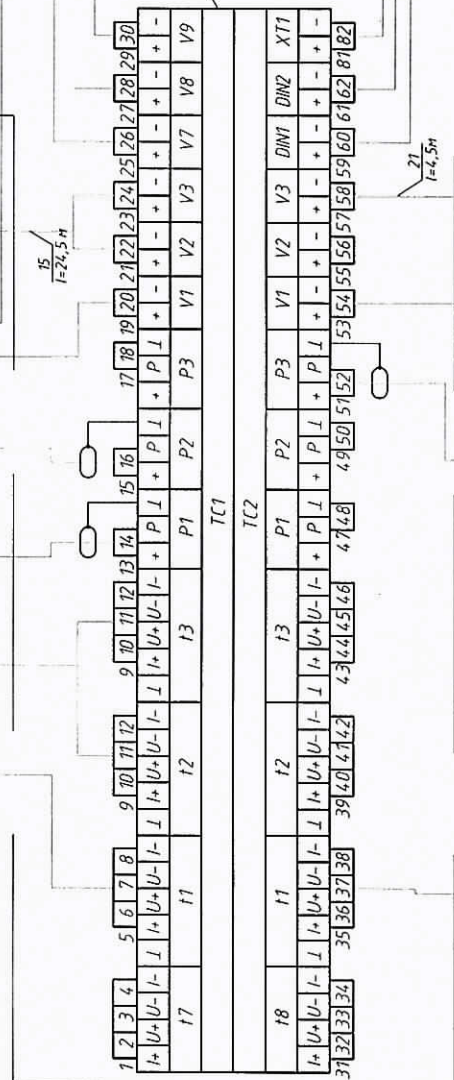 15
l=24,5 м
1 2 3 4 5 6 7 8 9 10 11 12 9 10 11 12 13 14 15 16 17 18 19 20 21 22 23 24 25 26 27 28 29 30
I+ U+ U- I- ⊥ I+ U+ U- I- ⊥ I+ U+ U- I- ⊥ I+ U+ U- I- + P ⊥ + P ⊥ + P ⊥ + - + - + - + - + - + -
t7 t1 t2 t3 P1 P2 P3 V1 V2 V3 V7 V8 V9
TC1
TC2
t8 t1 t2 t3 P1 P2 P3 V1 V2 V3 DIN1 DIN2 XT1
I+ U+ U- I- ⊥ I+ U+ U- I- ⊥ I+ U+ U- I- ⊥ I+ U+ U- I- + P ⊥ + P ⊥ + P ⊥ + - + - + - + - + - + -
31 32 33 34 35 36 37 38 39 40 41 42 43 44 45 46 47 48 49 50 51 52 53 54 55 56 57 58 59 60 61 62 81 82
21
l=4,5м